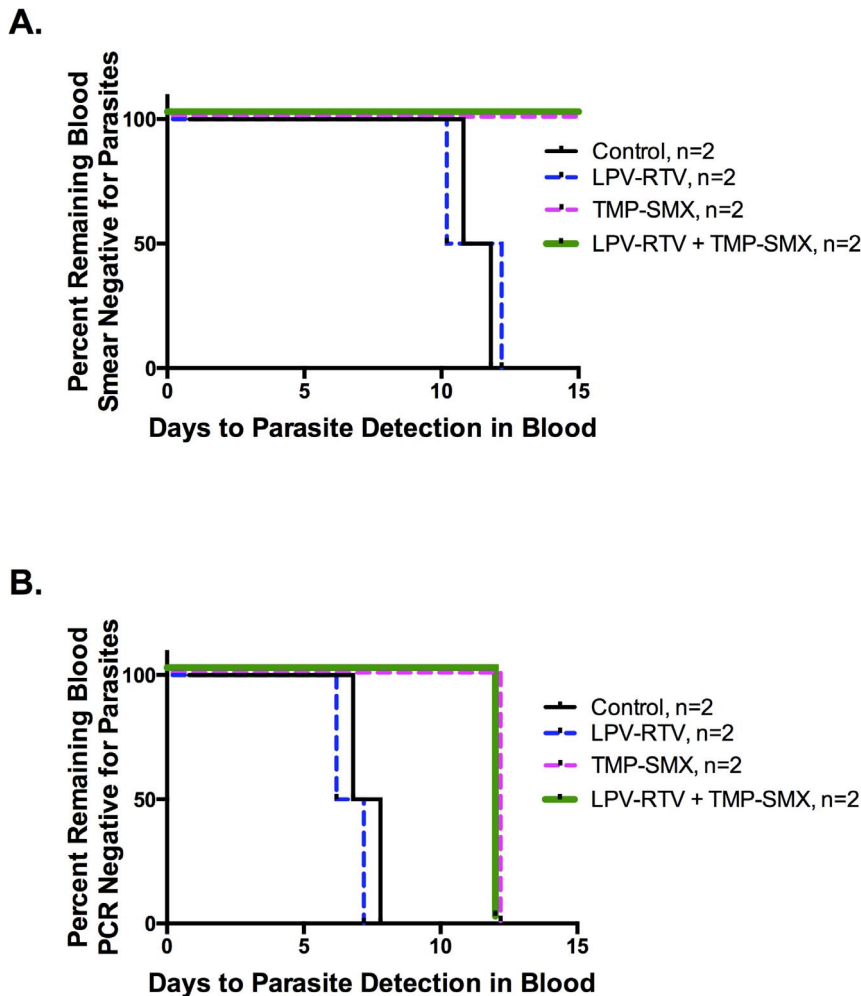 A.
Percent Remaining Blood
Smear Negative for Parasites
100
50
0
0 5 10 15
Days to Parasite Detection in Blood
Control, n=2
LPV-RTV, n=2
TMP-SMX, n=2
LPV-RTV + TMP-SMX, n=2
B.
Percent Remaining Blood
PCR Negative for Parasites
100
50
0
0 5 10 15
Days to Parasite Detection in Blood
Control, n=2
LPV-RTV, n=2
TMP-SMX, n=2
LPV-RTV + TMP-SMX, n=2